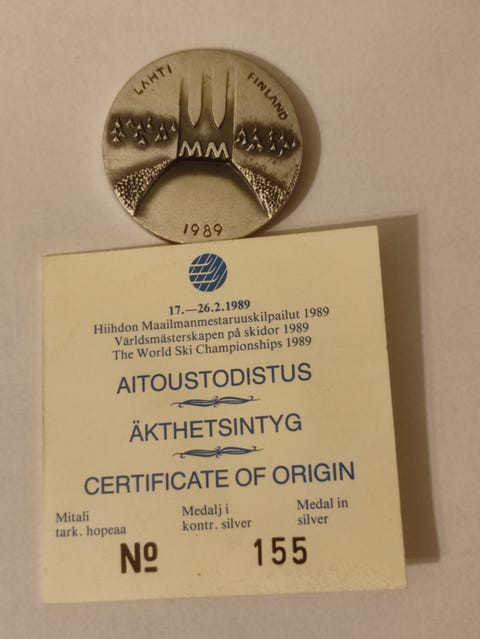 LAHTI
FINLAND
MM
1989
17.—26.2.1989
Hiihdon Maailmanmestaruuskilpailut 1989
Världsmästerskapen på skidor 1989
The World Ski Championships 1989
AITOUSTODISTUS
ÄKTHETSINTYG
CERTIFICATE OF ORIGIN
Mitali Medalj i Medal in
tark. hopeaa kontr. silver silver
Nº 155